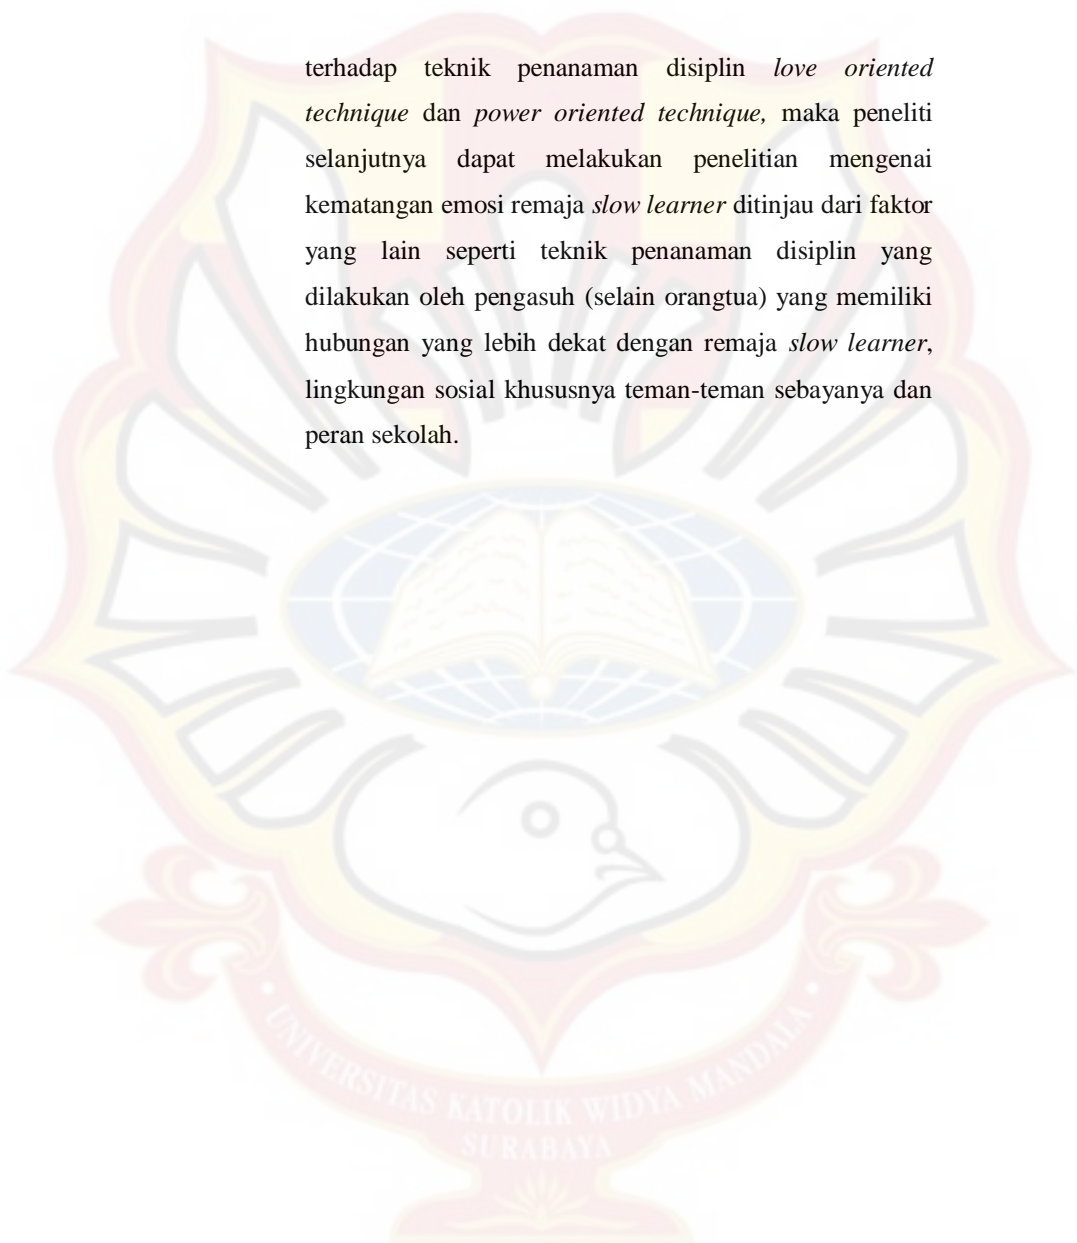 terhadap teknik penanaman disiplin love oriented
technique dan power oriented technique, maka peneliti
selanjutnya dapat melakukan penelitian mengenai
kematangan emosi remaja slow learner ditinjau dari faktor
yang lain seperti teknik penanaman disiplin yang
dilakukan oleh pengasuh (selain orangtua) yang memiliki
hubungan yang lebih dekat dengan remaja slow learner,
lingkungan sosial khususnya teman-teman sebayanya dan
peran sekolah.
UNIVERSITAS KATOLIK WIDYA MANDALA
SURABAYA